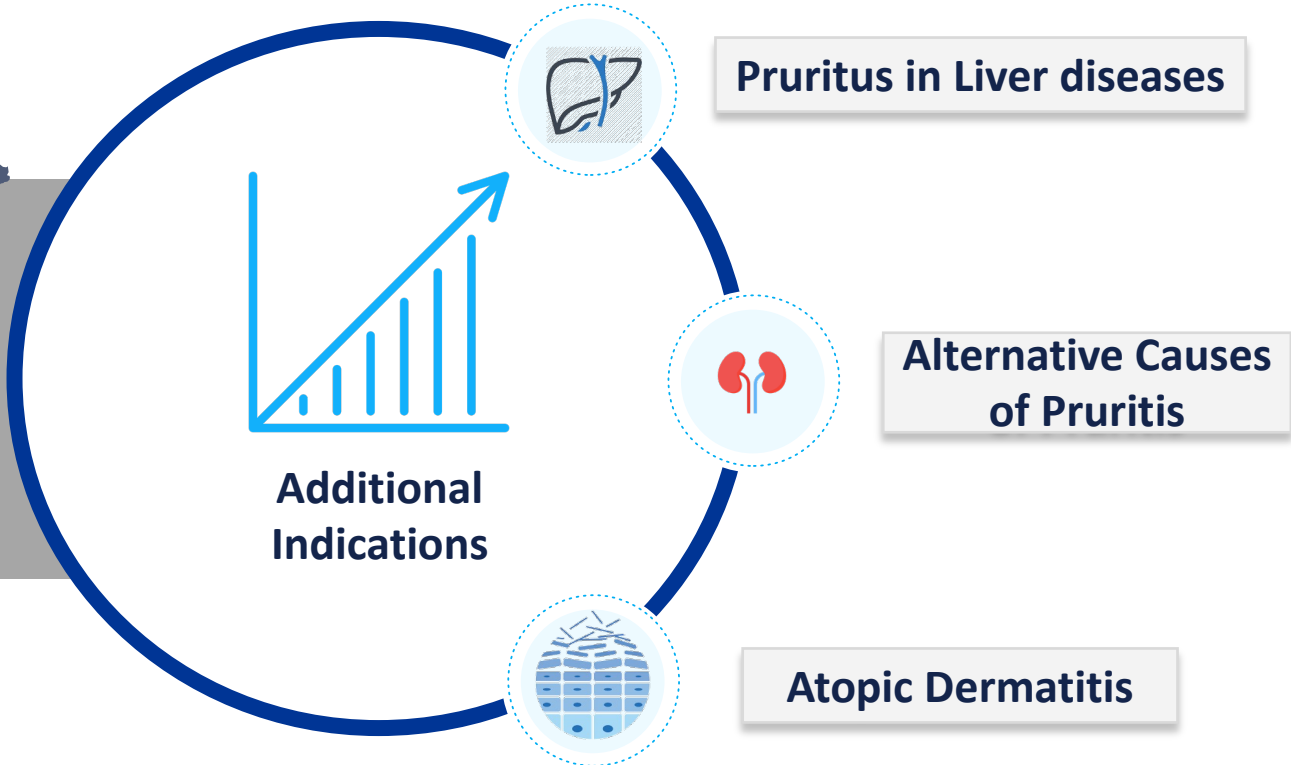 Pruritus in Liver diseases
Alternative Causes
of Pruritis
Additional
Indications
Atopic Dermatitis